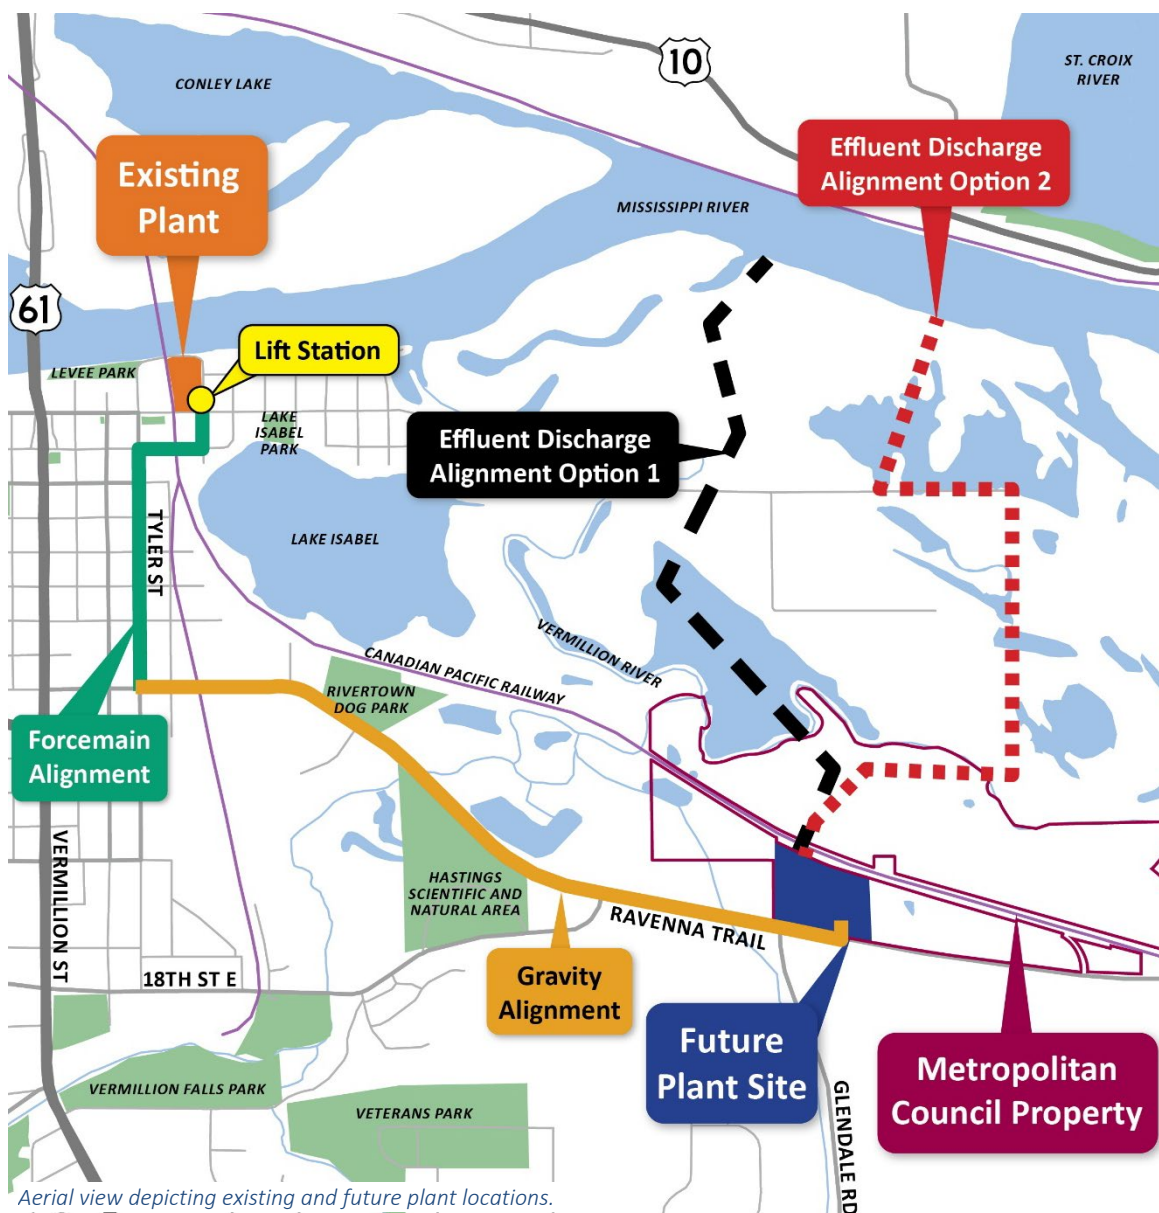 CONLEY LAKE
10
ST. CROIX
RIVER
Existing
Plant
Effluent Discharge
Alignment Option 2
MISSISSIPPI RIVER
61
Lift Station
LEVEE PARK
LAKE
ISABEL
PARK
Effluent Discharge
Alignment Option 1
TYLER ST
LAKE ISABEL
VERMILLION RIVER
CANADIAN PACIFIC RAILWAY
RIVERTOWN
DOG PARK
Forcemain
Alignment
VERMILLION ST
HASTINGS
SCIENTIFIC AND
NATURAL AREA
RAVENNA TRAIL
18TH ST E
Gravity
Alignment
Future
Plant Site
Metropolitan
Council Property
VERMILLION FALLS PARK
VETERANS PARK
GLENDALE RD
Aerial view depicting existing and future plant locations.